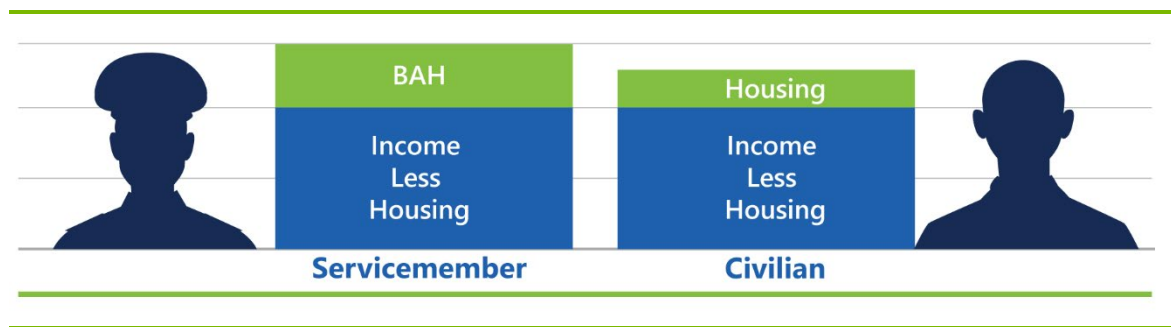 BAH
Income
Less
Housing
Servicemember
Housing
Income
Less
Housing
Civilian